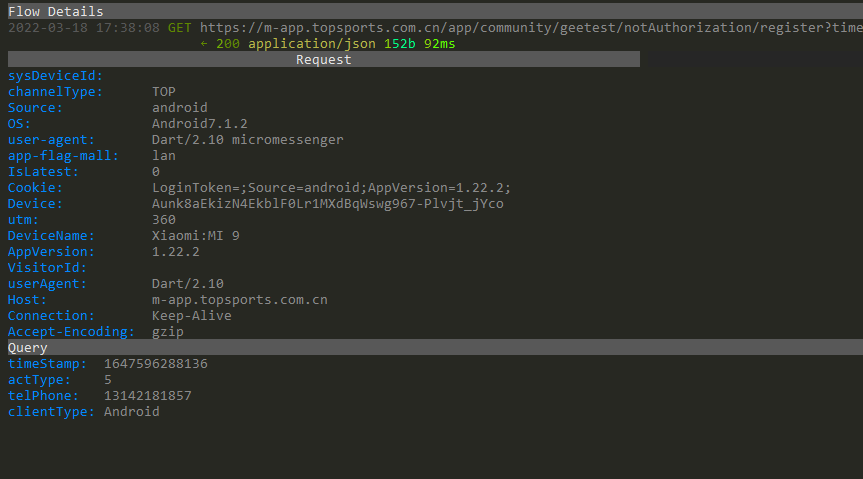 Flow Details
2022-03-18 17:38:08 GET https://m-app.topsports.com.cn/app/community/geetest/notAuthorization/register?time
← 200 application/json 152b 92ms
Request
sysDeviceId:
channelType: TOP
Source: android
OS: Android7.1.2
user-agent: Dart/2.10 micromessenger
app-flag-mall: lan
IsLatest: 0
Cookie: LoginToken=;Source=android;AppVersion=1.22.2;
Device: Aunk8aEkizN4EkblF0Lr1MXdBqWswg967-Plvjt_jYco
utm: 360
DeviceName: Xiaomi:MI 9
AppVersion: 1.22.2
VisitorId:
userAgent: Dart/2.10
Host: m-app.topsports.com.cn
Connection: Keep-Alive
Accept-Encoding: gzip
Query
timeStamp: 1647596288136
actType: 5
telPhone: 13142181857
clientType: Android